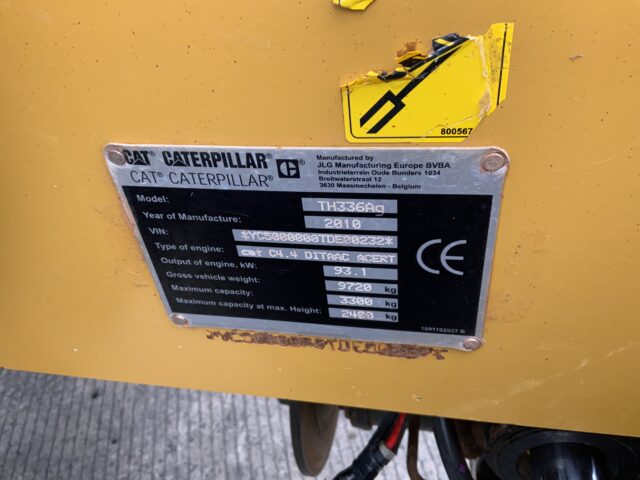 800567
CAT CATERPILLAR C
CAT CATERPILLAR
Manufactured by
JLG Manufacturing Europe BVBA
Industrieterrein Oude Bunders 1034
Breitwaterstraat 12
3630 Maasmechelen - Belgium
Model: TH336Ag
Year of Manufacture: 2010
VIN: *YC5000000TDE00232*
Type of engine: cat C4.4 DITAAC ACERT
Output of engine, kW: 93.1
Gross vehicle weight: 9720 kg
Maximum capacity: 3300 kg
Maximum capacity at max. Height: 2400 kg
CE
1001102937 B